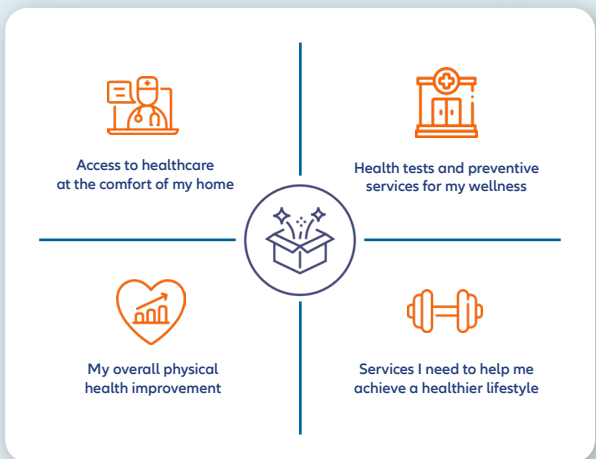 Access to healthcare
at the comfort of my home
Health tests and preventive
services for my wellness
My overall physical
health improvement
Services I need to help me
achieve a healthier lifestyle